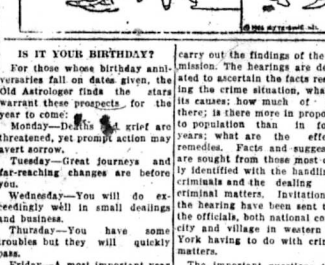 IS IT YOUR BIRTHDAY?
For those whose birthday anni-
versaries fall on dates given, the
Old Astrologer finds the stars
warrant these prospects for the
year to come:
Monday—Deaths grief are
threatened, yet prompt action may
avert sorrow.
Tuesday—Great journeys and
far-reaching changes are before
you.
Wednesday—You will do ex-
ceedingly well in small dealings
and business.
Thursday—You have some
troubles but they will quickly
pass.
Friday—A most important year
carry out the findings of the
mission. The hearings are de
ated to ascertain the facts re
ing the crime situation, wha
its causes; how much of
there; is there more in propo
to population than in fo
years; what are the effe
remedies. Facts and sugges
are sought from those most
ly identified with the handli
criminals and the dealing
criminal matters. Invitation
the hearing have been sent t
the officials, both national co
city and village in western
York having to do with cri
matters.